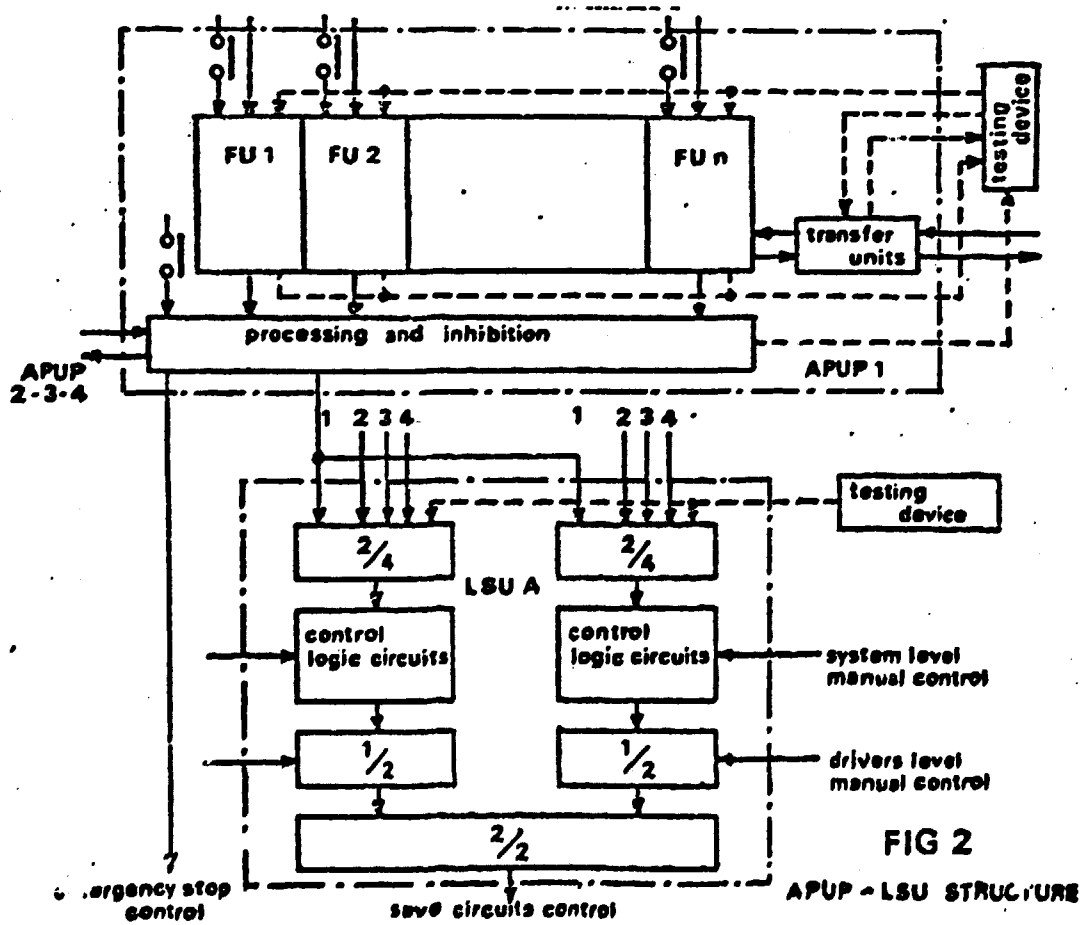 testing
device
FU 1
FU 2
FU n
transfer
units
processing and inhibition
APUP
2-3-4
APUP 1
1 2 3 4
1 2 3 4
testing
device
2/4
2/4
LSU A
control
logic circuits
control
logic circuits
system level
manual control
1/2
1/2
drivers level
manual control
2/2
FIG 2
stop
control
circuits control
APUP - LSU STRUCTURE